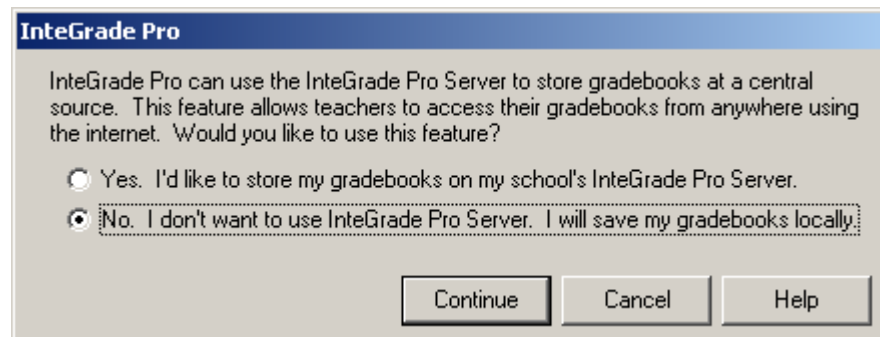 InteGrade Pro
InteGrade Pro can use the InteGrade Pro Server to store gradebooks at a central
source.  This feature allows teachers to access their gradebooks from anywhere using
the internet.  Would you like to use this feature?
Yes.  I'd like to store my gradebooks on my school's InteGrade Pro Server.
No.  I don't want to use InteGrade Pro Server.  I will save my gradebooks locally.
Continue Cancel Help